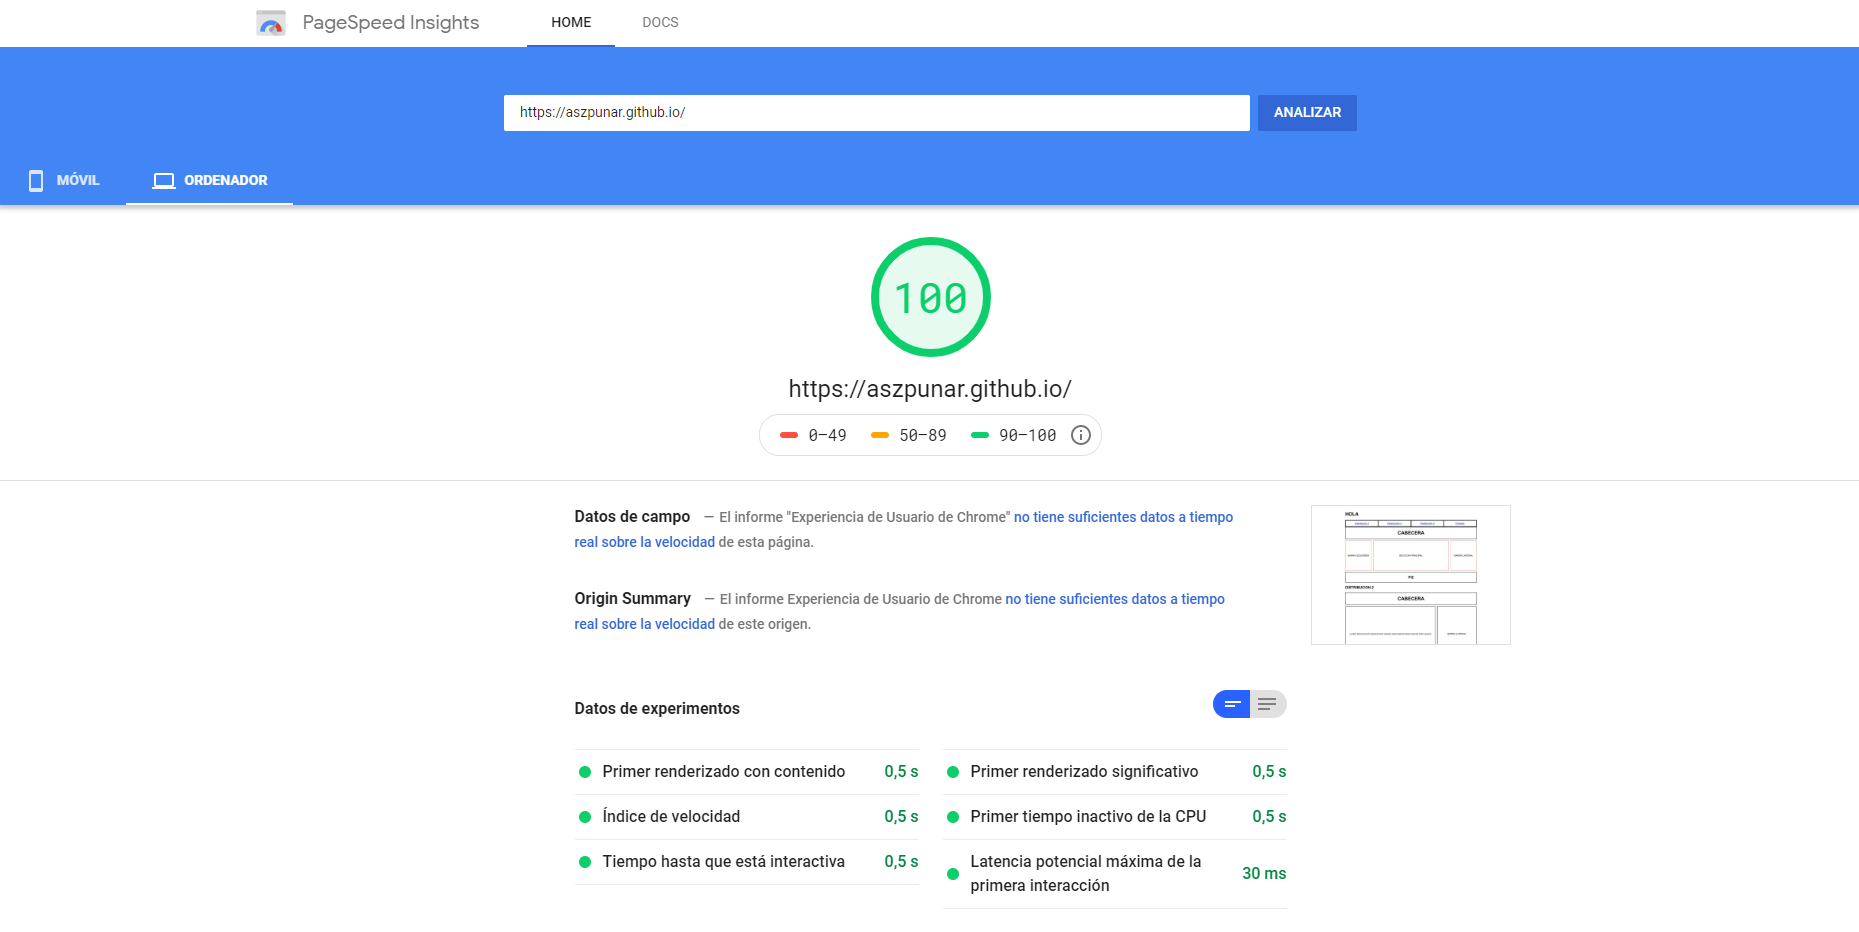 PageSpeed Insights
HOME
DOCS
https://aszpunar.github.io/
ANALIZAR
MÓVIL
ORDENADOR
100
https://aszpunar.github.io/
0–49
50–89
90–100
Datos de campo — El informe "Experiencia de Usuario de Chrome" no tiene suficientes datos a tiempo
real sobre la velocidad de esta página.
HOLA
CABECERA
PIE
DISTRIBUCION 2
CABECERA
Origin Summary — El informe Experiencia de Usuario de Chrome no tiene suficientes datos a tiempo
real sobre la velocidad de este origen.
Datos de experimentos
Primer renderizado con contenido 0,5 s
Primer renderizado significativo 0,5 s
Índice de velocidad 0,5 s
Primer tiempo inactivo de la CPU 0,5 s
Tiempo hasta que está interactiva 0,5 s
Latencia potencial máxima de la
primera interacción 30 ms